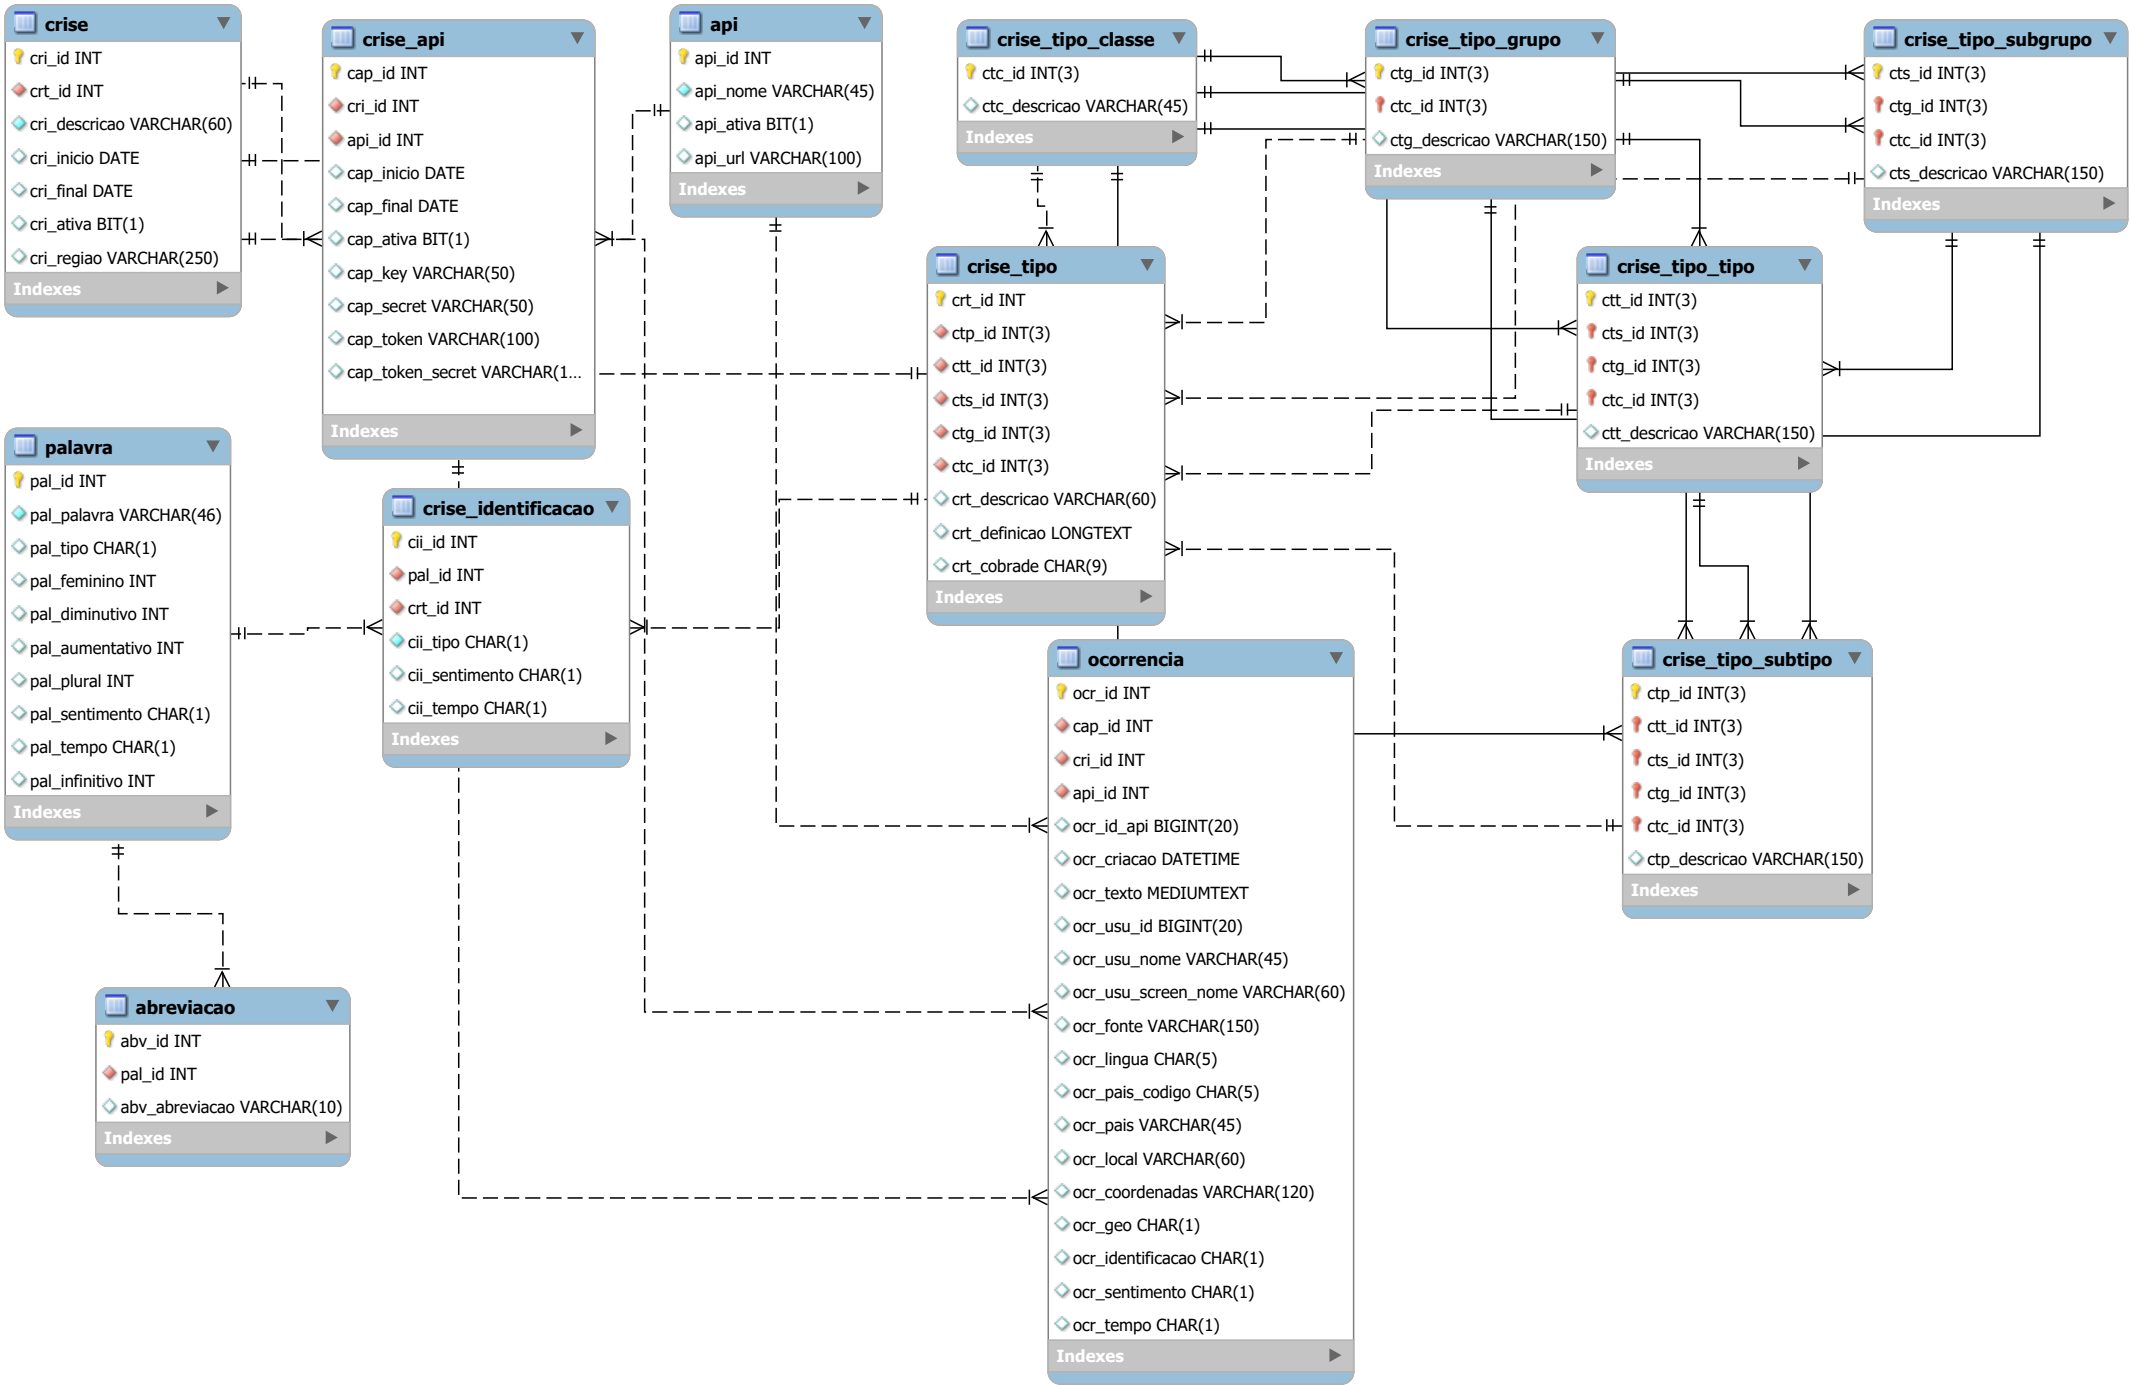 crise
cri_id INT
crt_id INT
cri_descricao VARCHAR(60)
cri_inicio DATE
cri_final DATE
cri_ativa BIT(1)
cri_regiao VARCHAR(250)
Indexes
crise_api
cap_id INT
cri_id INT
api_id INT
cap_inicio DATE
cap_final DATE
cap_ativa BIT(1)
cap_key VARCHAR(50)
cap_secret VARCHAR(50)
cap_token VARCHAR(100)
cap_token_secret VARCHAR(1...
Indexes
api
api_id INT
api_nome VARCHAR(45)
api_ativa BIT(1)
api_url VARCHAR(100)
Indexes
crise_tipo_classe
ctc_id INT(3)
ctc_descricao VARCHAR(45)
Indexes
crise_tipo_grupo
ctg_id INT(3)
ctc_id INT(3)
ctg_descricao VARCHAR(150)
Indexes
crise_tipo_subgrupo
cts_id INT(3)
ctg_id INT(3)
ctc_id INT(3)
cts_descricao VARCHAR(150)
Indexes
crise_tipo
crt_id INT
ctp_id INT(3)
ctt_id INT(3)
cts_id INT(3)
ctg_id INT(3)
ctc_id INT(3)
crt_descricao VARCHAR(60)
crt_definicao LONGTEXT
crt_cobrade CHAR(9)
Indexes
crise_tipo_tipo
ctt_id INT(3)
cts_id INT(3)
ctg_id INT(3)
ctc_id INT(3)
ctt_descricao VARCHAR(150)
Indexes
palavra
pal_id INT
pal_palavra VARCHAR(46)
pal_tipo CHAR(1)
pal_feminino INT
pal_diminutivo INT
pal_aumentativo INT
pal_plural INT
pal_sentimento CHAR(1)
pal_tempo CHAR(1)
pal_infinitivo INT
Indexes
crise_identificacao
cii_id INT
pal_id INT
crt_id INT
cii_tipo CHAR(1)
cii_sentimento CHAR(1)
cii_tempo CHAR(1)
Indexes
ocorrencia
ocr_id INT
cap_id INT
cri_id INT
api_id INT
ocr_id_api BIGINT(20)
ocr_criacao DATETIME
ocr_texto MEDIUMTEXT
ocr_usu_id BIGINT(20)
ocr_usu_nome VARCHAR(45)
ocr_usu_screen_nome VARCHAR(60)
ocr_fonte VARCHAR(150)
ocr_lingua CHAR(5)
ocr_pais_codigo CHAR(5)
ocr_pais VARCHAR(45)
ocr_local VARCHAR(60)
ocr_coordenadas VARCHAR(120)
ocr_geo CHAR(1)
ocr_identificacao CHAR(1)
ocr_sentimento CHAR(1)
ocr_tempo CHAR(1)
Indexes
crise_tipo_subtipo
ctp_id INT(3)
ctt_id INT(3)
cts_id INT(3)
ctg_id INT(3)
ctc_id INT(3)
ctp_descricao VARCHAR(150)
Indexes
abreviacao
abv_id INT
pal_id INT
abv_abreviacao VARCHAR(10)
Indexes